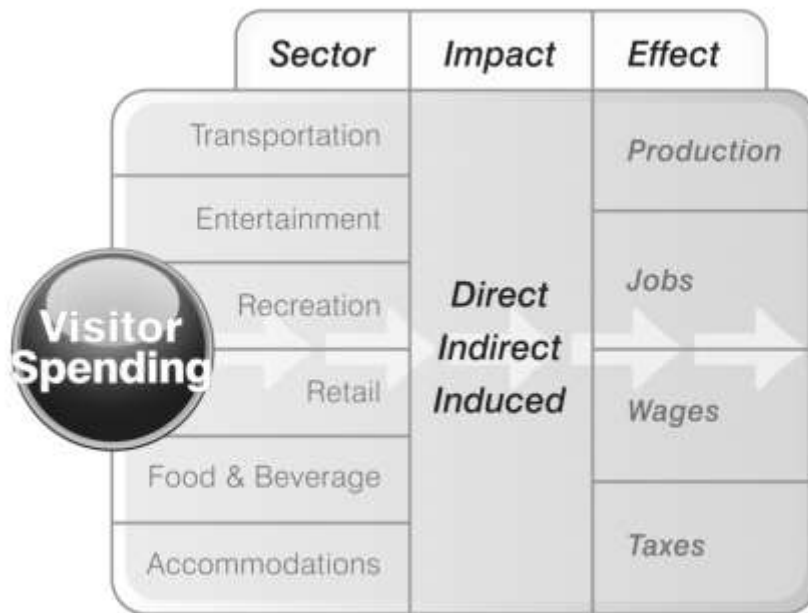 Sector Impact Effect
Transportation
Entertainment
Recreation
Retail
Food & Beverage
Accommodations
Visitor
Spending
Direct
Indirect
Induced
Production
Jobs
Wages
Taxes